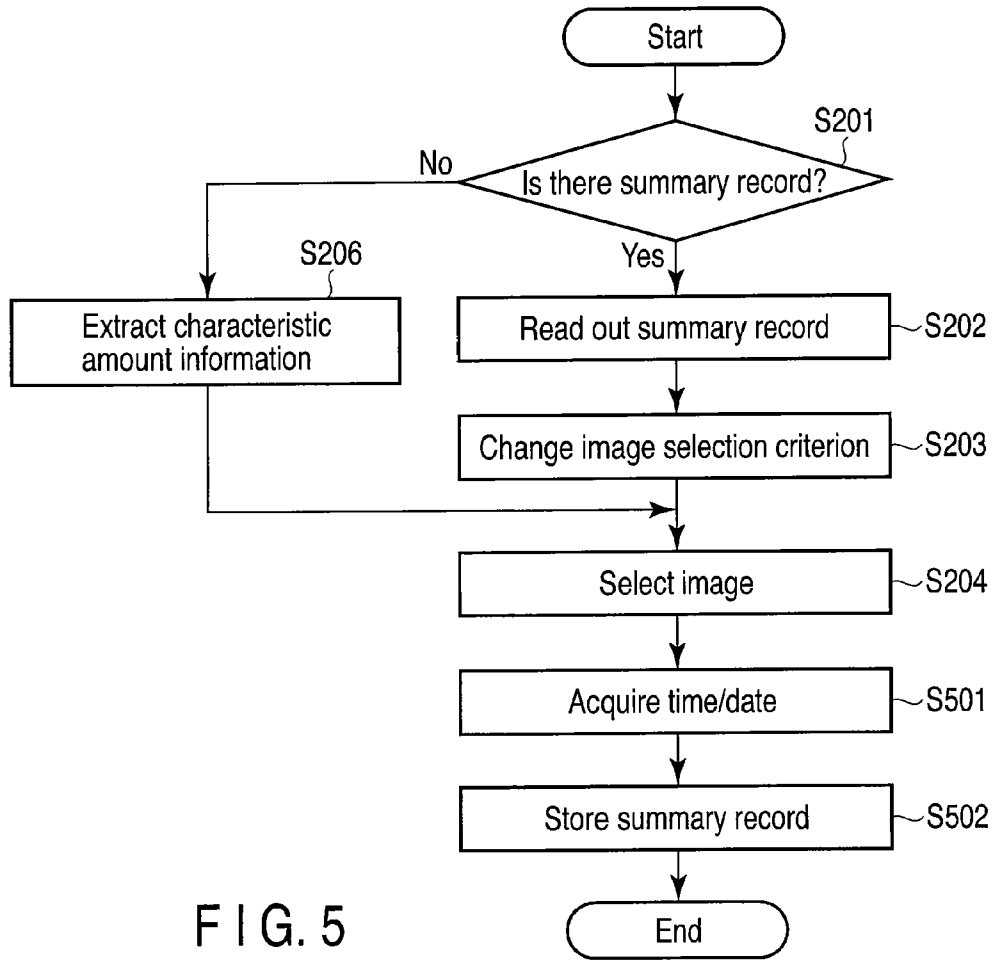 Start
S201
Is there summary record?
No
Yes
S206
Extract characteristic
amount information
Read out summary record
S202
Change image selection criterion
S203
Select image
S204
Acquire time/date
S501
Store summary record
S502
End
F I G. 5